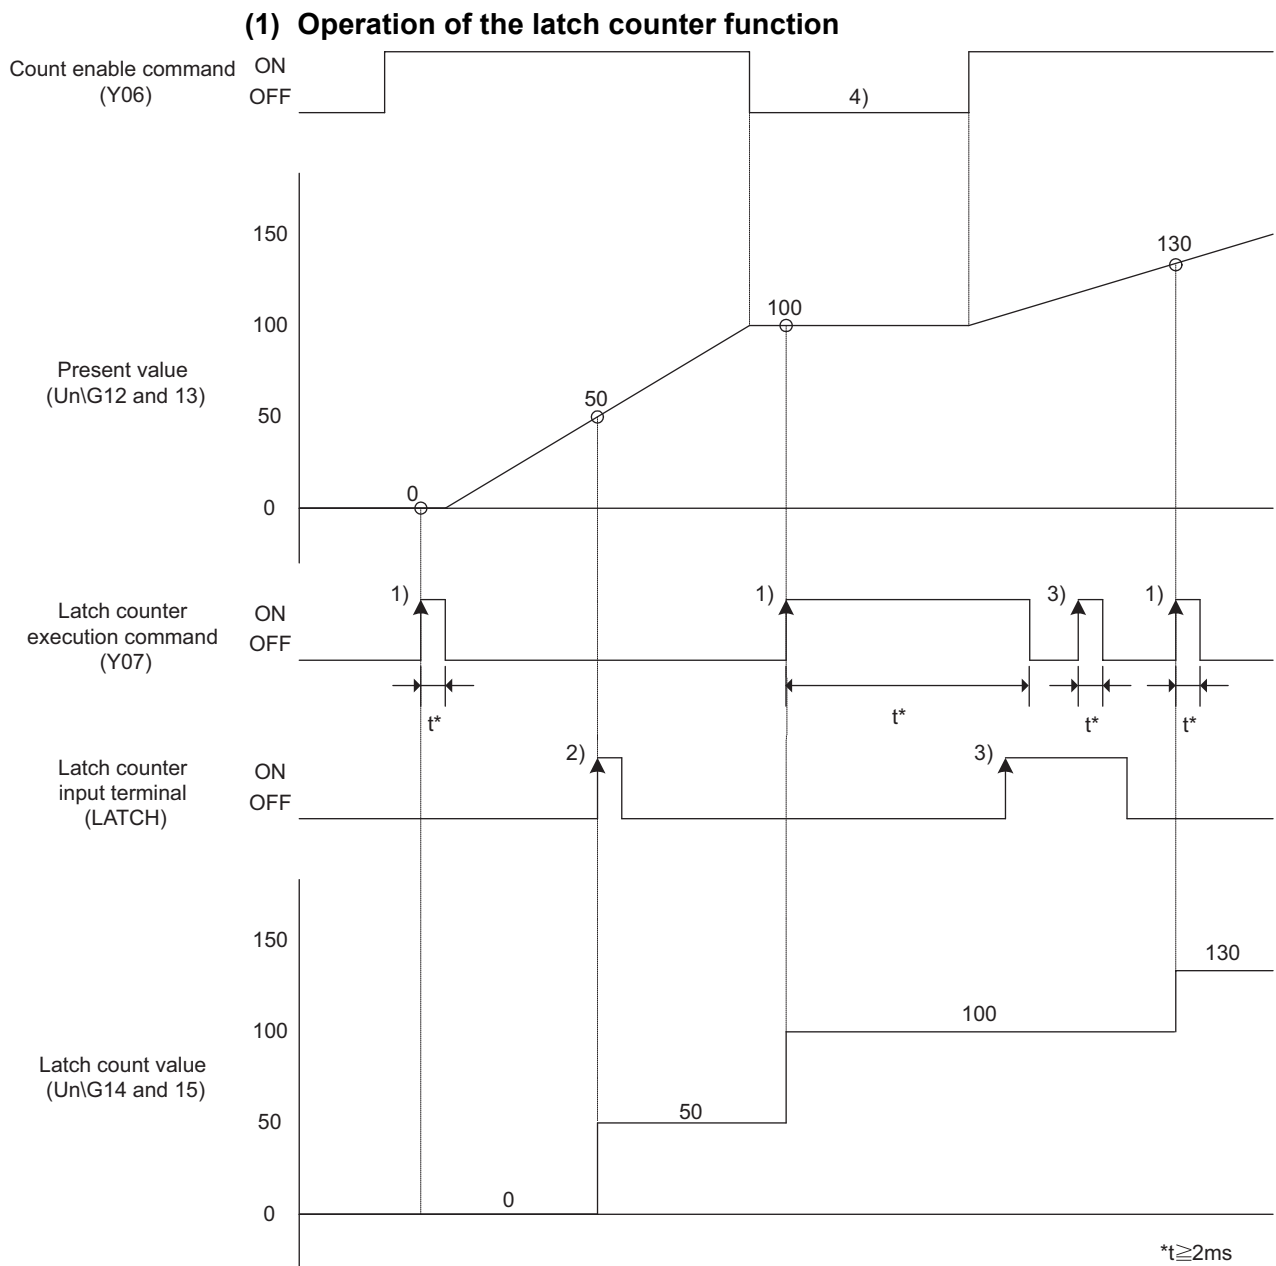 (1) Operation of the latch counter function
Count enable command
(Y06)
ON
OFF
4)
Present value
(Un\G12 and 13)
150
100
50
0
0
50
100
130
Latch counter
execution command
(Y07)
ON
OFF
1)
1)
3)
1)
t*
t*
t*
t*
Latch counter
input terminal
(LATCH)
ON
OFF
2)
3)
Latch count value
(Un\G14 and 15)
150
100
50
0
0
50
100
130
*t≧2ms